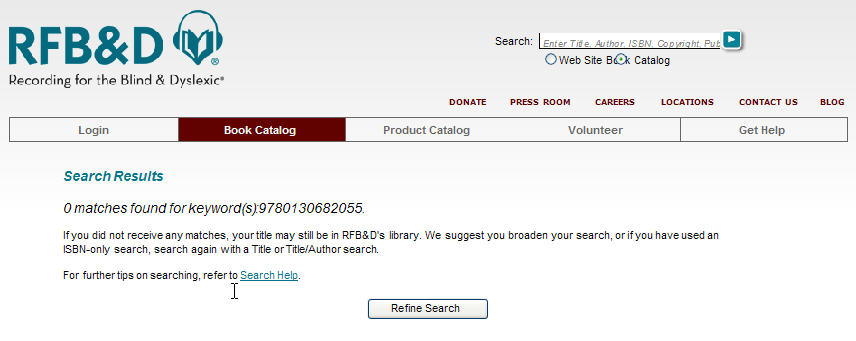 RFB&D®
Recording for the Blind & Dyslexic®
Search: Enter Title, Author, ISBN, Copyright, Pub
Web Site Book Catalog
DONATE PRESS ROOM CAREERS LOCATIONS CONTACT US BLOG
Login Book Catalog Product Catalog Volunteer Get Help
Search Results
0 matches found for keyword(s):9780130682055.
If you did not receive any matches, your title may still be in RFB&D's library. We suggest you broaden your search, or if you have used an
ISBN-only search, search again with a Title or Title/Author search.
For further tips on searching, refer to Search Help.
Refine Search